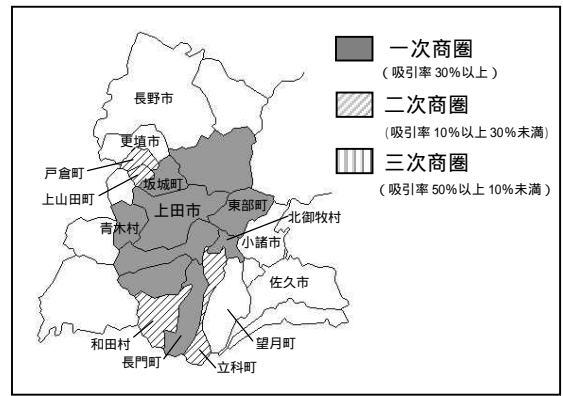 一次商圏
（吸引率 30％以上）
二次商圏
（吸引率 10％以上 30％未満）
三次商圏
（吸引率 50％以上 10％未満）
長野市
更埴市
戸倉町
上山田町
坂城町
上田市
東部町
北御牧村
青木村
小諸市
佐久市
和田村
長門町
立科町
望月町